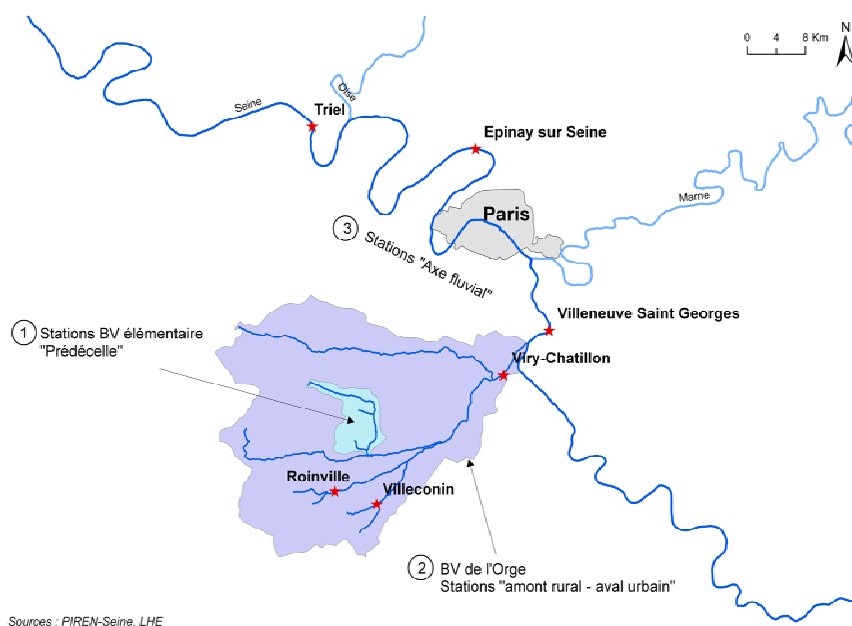 N
0 4 8 Km
Oise
Seine
Triel
Epinay sur Seine
Marne
Paris
3 Stations "Axe fluvial"
Villeneuve Saint Georges
1 Stations BV élémentaire
"Prédécelle"
Viry-Chatillon
Roinville
Villeconin
2 BV de l'Orge
Stations "amont rural - aval urbain"
Sources : PIREN-Seine, LHE